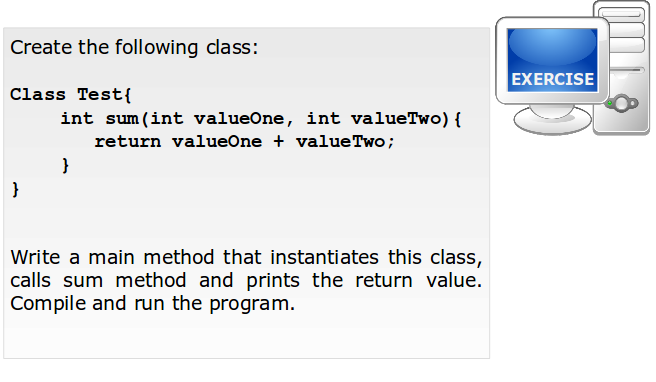 Create the following class:
Class Test{
int sum(int valueOne, int valueTwo){
return valueOne + valueTwo;
}
}
Write a main method that instantiates this class,
calls sum method and prints the return value.
Compile and run the program.
EXERCISE